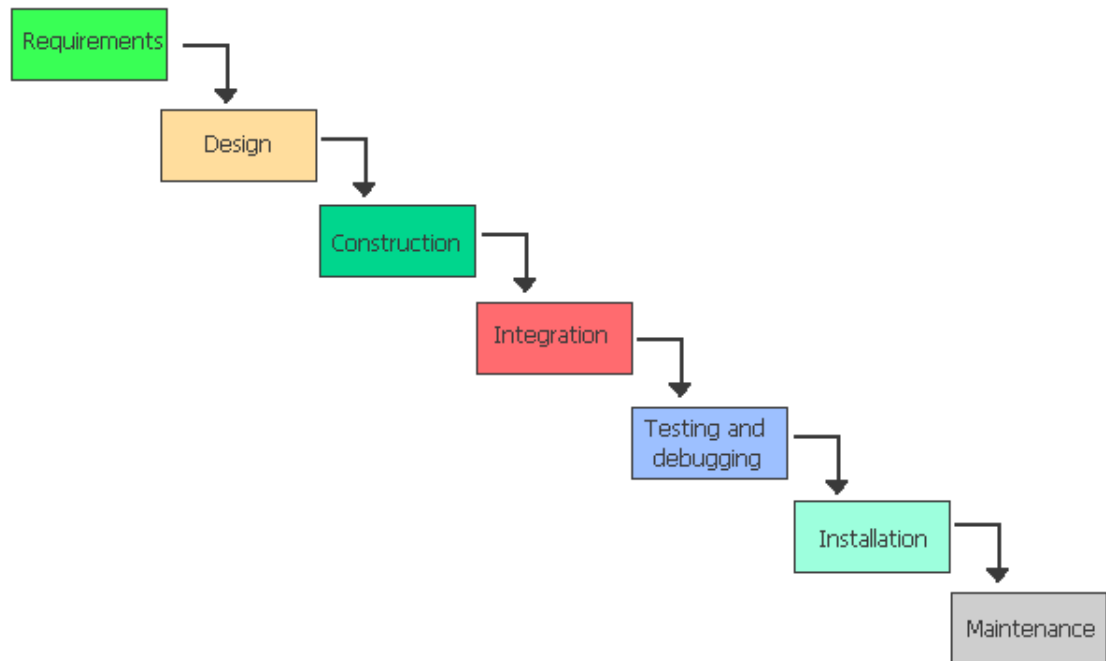 Requirements
Design
Construction
Integration
Testing and
debugging
Installation
Maintenance